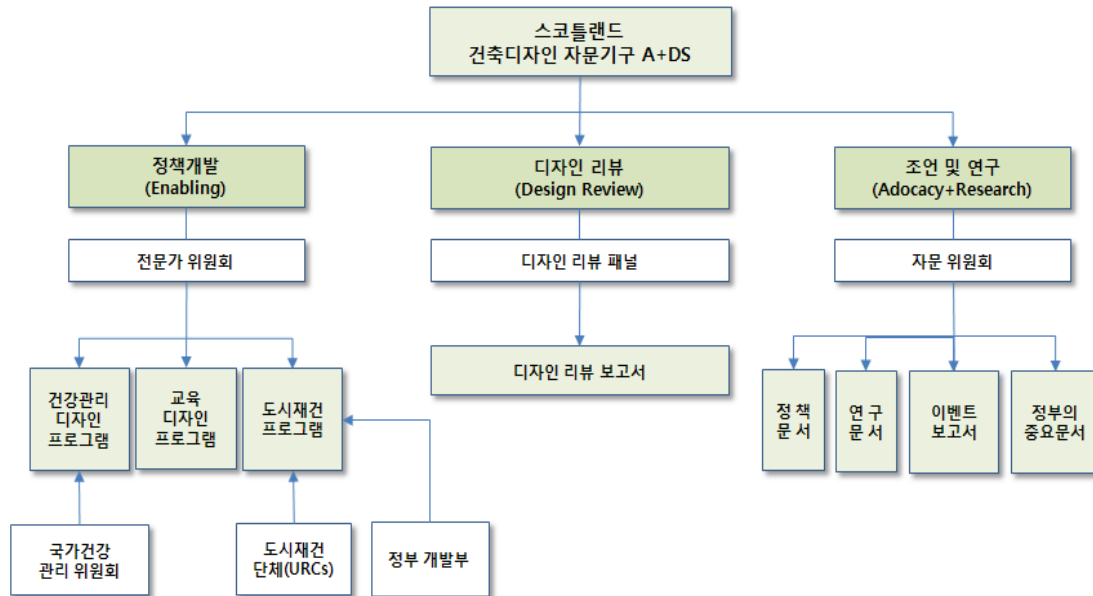 스코틀랜드
건축디자인 자문기구 A+DS
정책개발
(Enabling)
디자인 리뷰
(Design Review)
조언 및 연구
(Adocacy+Research)
전문가 위원회
디자인 리뷰 패널
자문 위원회
건강관리
디자인
프로그램
교육
디자인
프로그램
도시재건
프로그램
디자인 리뷰 보고서
정 책
문 서
연 구
문 서
이벤트
보고서
정부의
중요문서
국가건강
관리 위원회
도시재건
단체(URCs)
정부 개발부